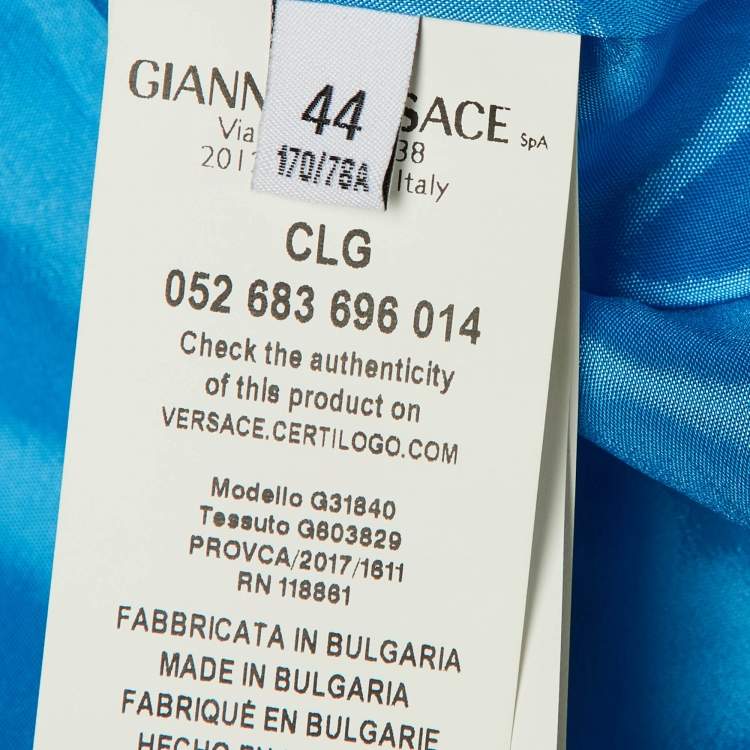 GIANN SACE SpA
Via 38
201 Italy
44
170/78A
CLG
052 683 696 014
Check the authenticity
of this product on
VERSACE.CERTILOGO.COM
Modello G31840
Tessuto G603829
PROVCA/2017/1611
RN 118861
FABBRICATA IN BULGARIA
MADE IN BULGARIA
FABRIQUÉ EN BULGARIE
HECHO